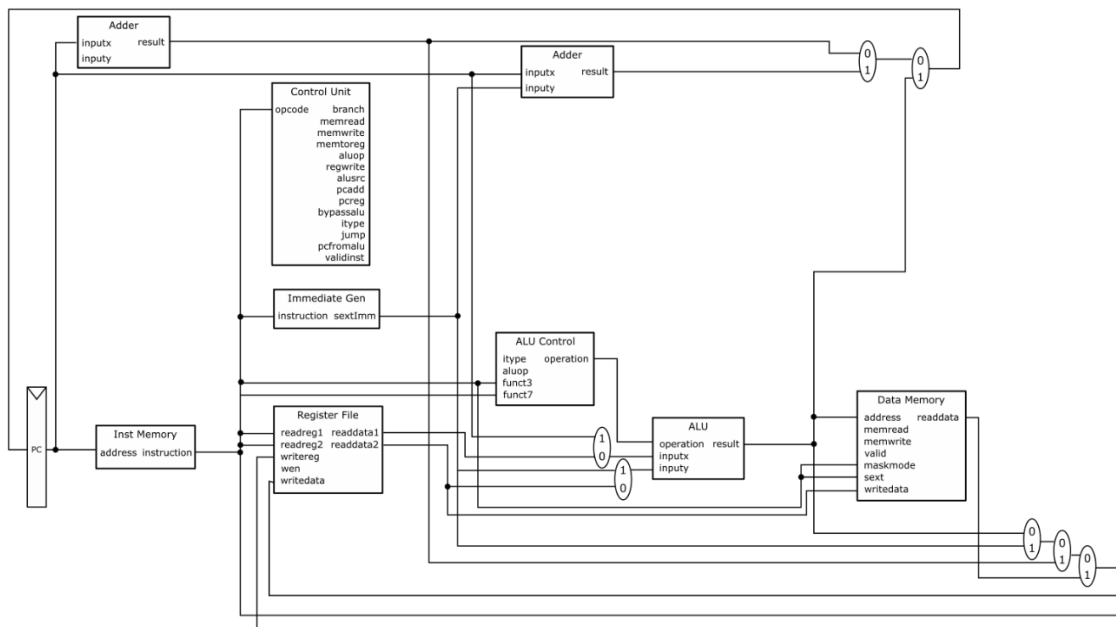 Adder
inputx result
inputy
Adder
inputx result
inputy
0
1
0
1
Control Unit
opcode branch
memread
memwrite
memtoreg
aluop
regwrite
alusrc
pcadd
pcreg
bypassalu
itype
jump
pcfromalu
validinst
Immediate Gen
instruction sextImm
ALU Control
itype operation
aluop
funct3
funct7
PC
Inst Memory
address instruction
Register File
readreg1 readdata1
readreg2 readdata2
writereg
wen
writedata
1
0
1
0
ALU
operation result
inputx
inputy
Data Memory
address readdata
memread
memwrite
valid
maskmode
sext
writedata
0
1
0
1
0
1